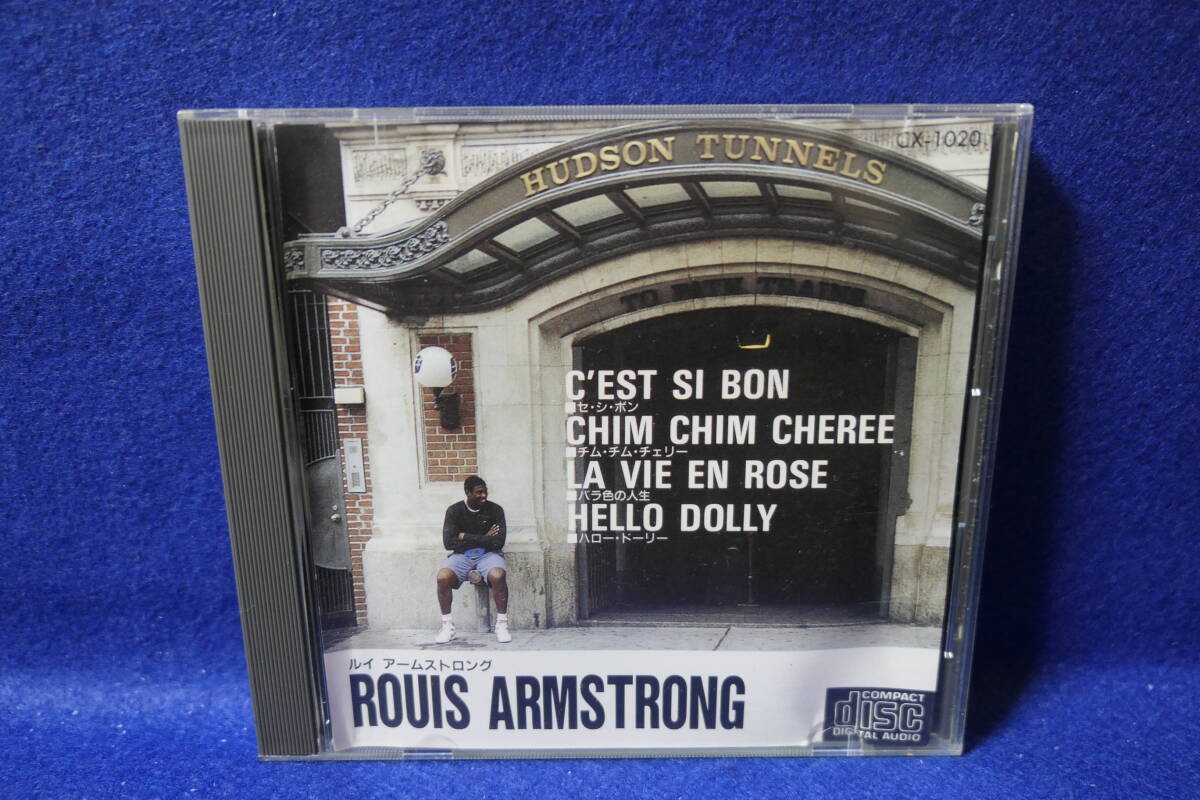 CX-1020
HUDSON TUNNELS
TO PATH TRAINS
C'EST SI BON
■セ・シ・ボン
CHIM CHIM CHEREE
■チム・チム・チェリー
LA VIE EN ROSE
■バラ色の人生
HELLO DOLLY
■ハロー・ドーリー
ルイ アームストロング
ROUIS ARMSTRONG
COMPACT
disc
DIGITAL AUDIO